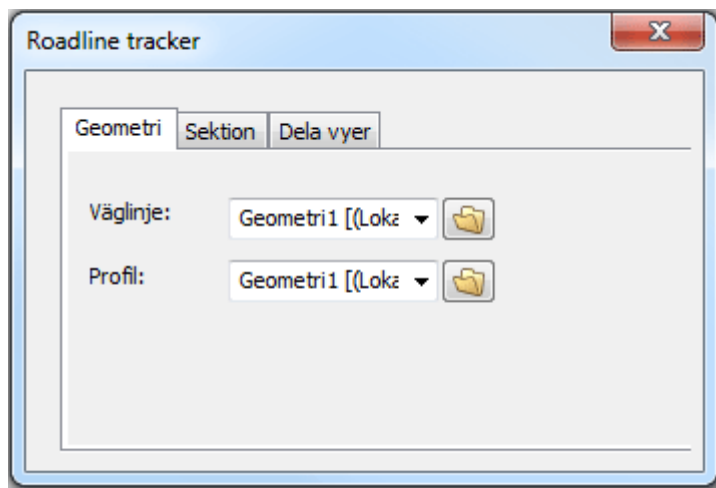 Roadline tracker
Geometri Sektion Dela vyer
Väglinje: Geometri1 [(Loka
Profil: Geometri1 [(Loka